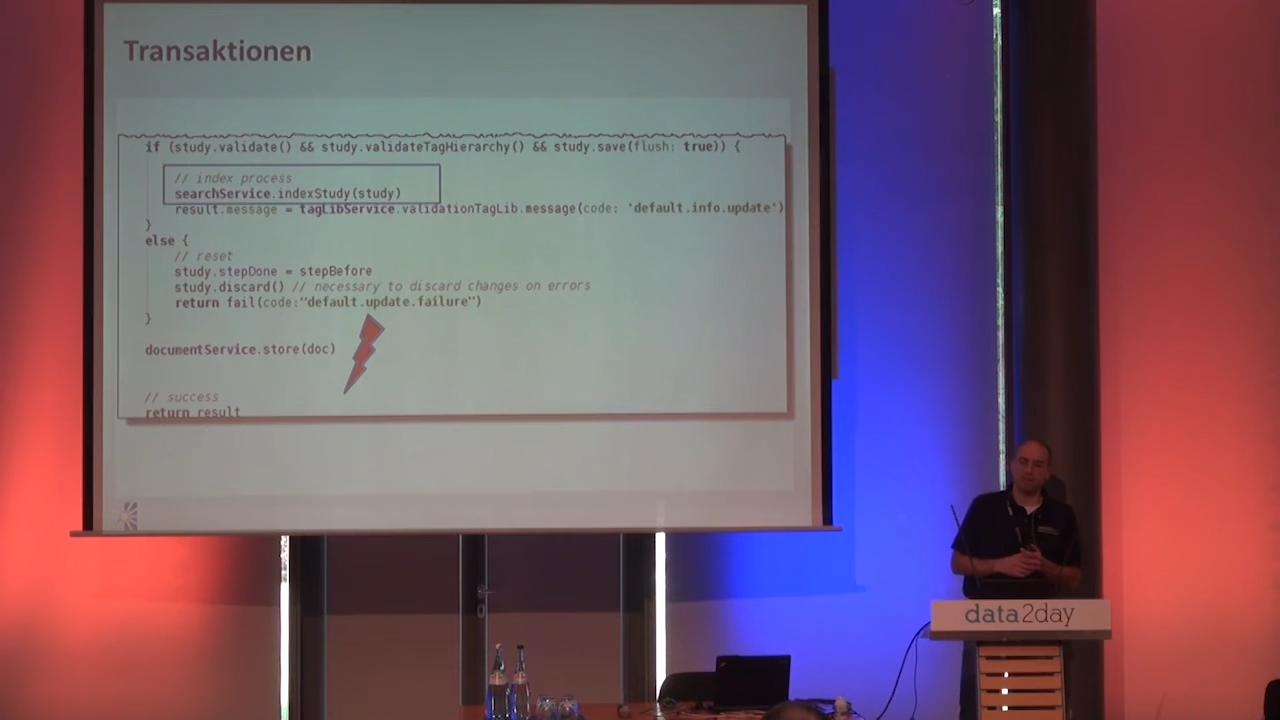 Transaktionen
if (study.validate() && study.validateTagHierarchy() && study.save(flush: true)) {
// index process
searchService.indexStudy(study)
result.message = tagLibService.validationTagLib.message(code: 'default.info.update')
}
else {
// reset
study.stepDone = stepBefore
study.discard() // necessary to discard changes on errors
return fail(code:"default.update.failure")
}
documentService.store(doc)
// success
return result
data2day